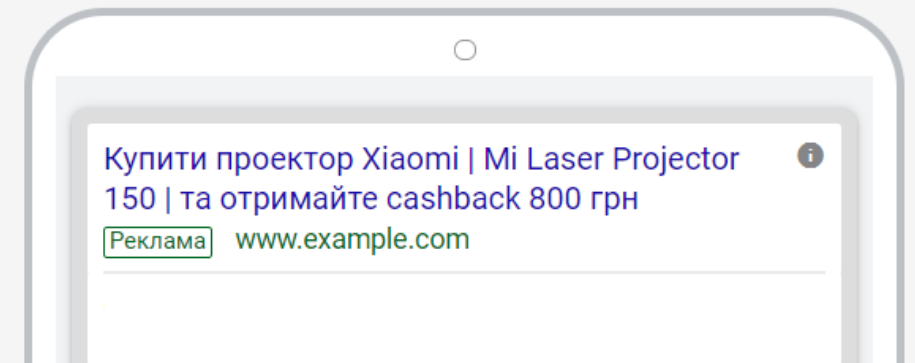 Купити проектор Xiaomi | Mi Laser Projector
150 | та отримайте cashback 800 грн
Реклама www.example.com